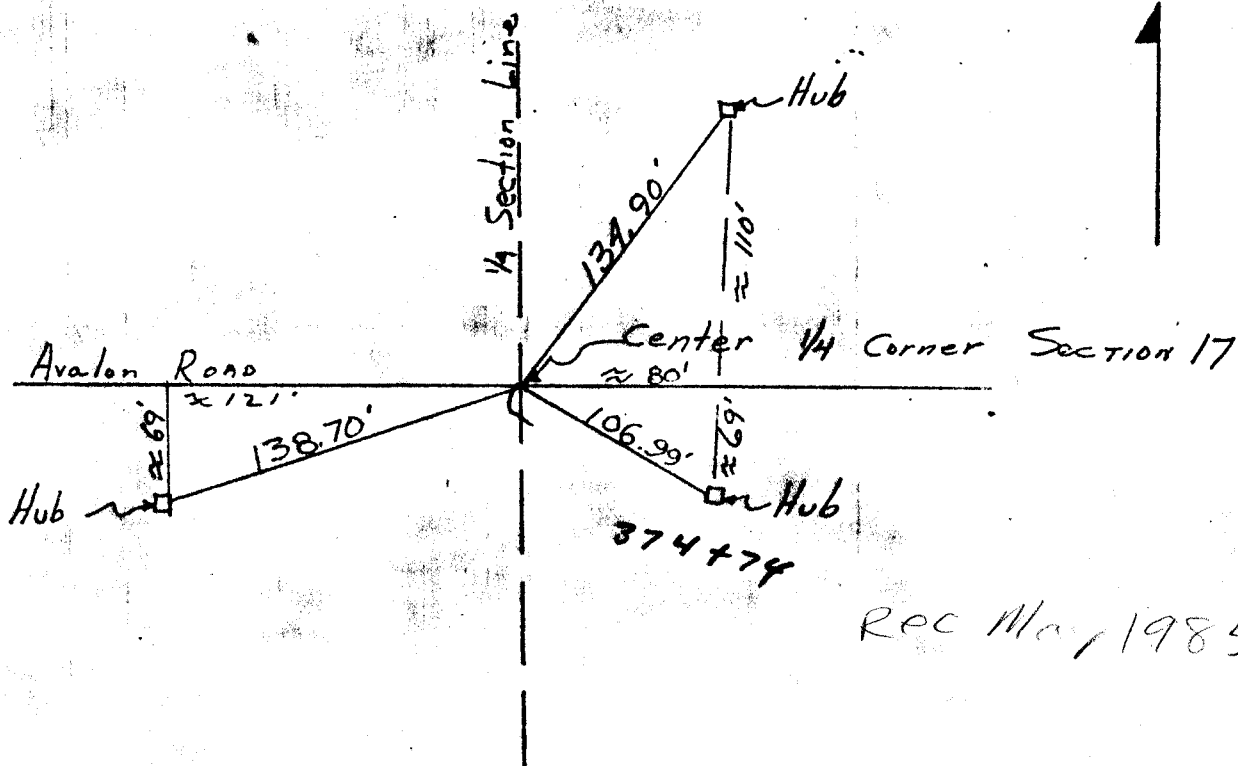 1/4 Section Line
Hub
134.90'
≈ 110'
Center 1/4 Corner Section 17
Avalon ROAD
≈ 80'
≈ 121'
≈ 69'
138.70'
106.99'
≈ 69'
Hub
Hub
374+74
Rec May 1985